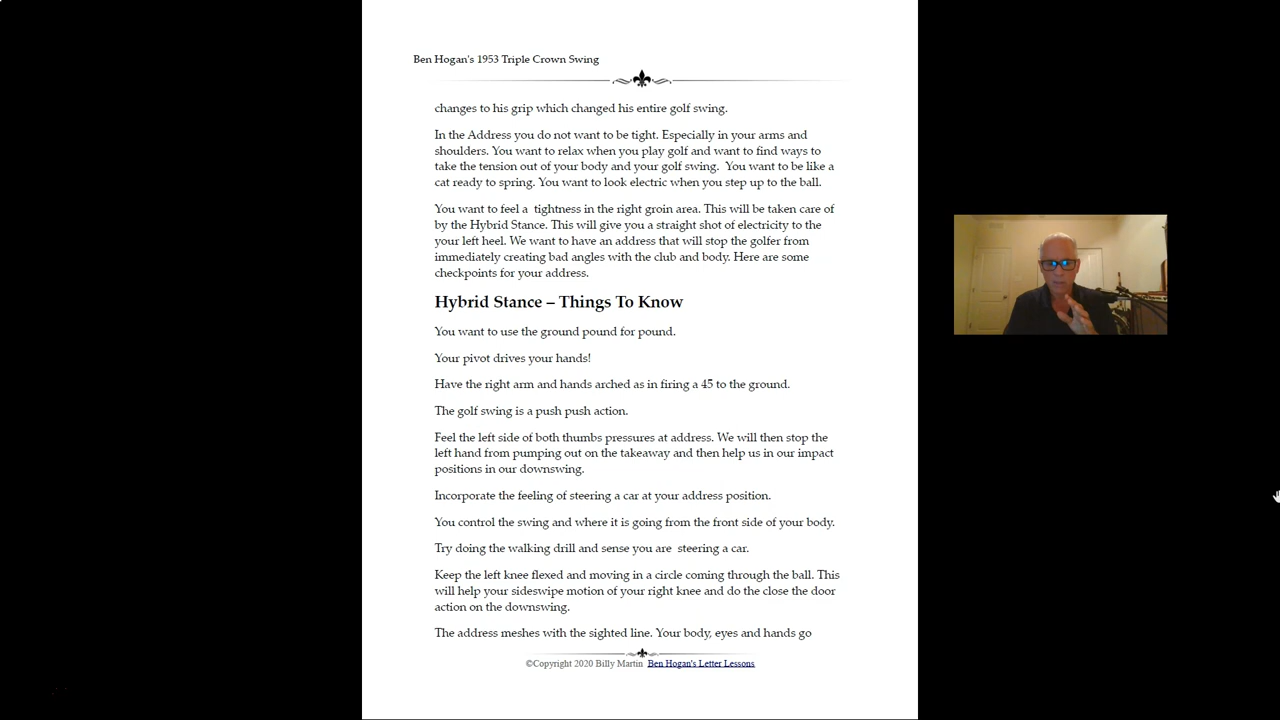 Ben Hogan's 1953 Triple Crown Swing
changes to his grip which changed his entire golf swing.
In the Address you do not want to be tight. Especially in your arms and
shoulders. You want to relax when you play golf and want to find ways to
take the tension out of your body and your golf swing. You want to be like a
cat ready to spring. You want to look electric when you step up to the ball.
You want to feel a tightness in the right groin area. This will be taken care of
by the Hybrid Stance. This will give you a straight shot of electricity to the
your left heel. We want to have an address that will stop the golfer from
immediately creating bad angles with the club and body. Here are some
checkpoints for your address.
Hybrid Stance – Things To Know
You want to use the ground pound for pound.
Your pivot drives your hands!
Have the right arm and hands arched as in firing a 45 to the ground.
The golf swing is a push push action.
Feel the left side of both thumbs pressures at address. We will then stop the
left hand from pumping out on the takeaway and then help us in our impact
positions in our downswing.
Incorporate the feeling of steering a car at your address position.
You control the swing and where it is going from the front side of your body.
Try doing the walking drill and sense you are steering a car.
Keep the left knee flexed and moving in a circle coming through the ball. This
will help your sideswipe motion of your right knee and do the close the door
action on the downswing.
The address meshes with the sighted line. Your body, eyes and hands go
©Copyright 2020 Billy Martin Ben Hogan's Letter Lessons